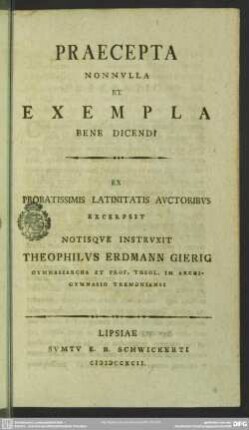 PRAECEPTA
NONNVLLA
ET
EXEMPLA
BENE DICENDI
EX
PROBATISSIMIS LATINITATIS AVCTORIBVS
EXCERPSIT
NOTISQVE INSTRVXIT
THEOPHILVS ERDMANN GIERIG
GYMNASIARCHA ET PROF. THEOL. IN ARCHI-
GYMNASIO TREMONIANO
LIPSIAE
SVMTV E. B. SCHWICKERTI